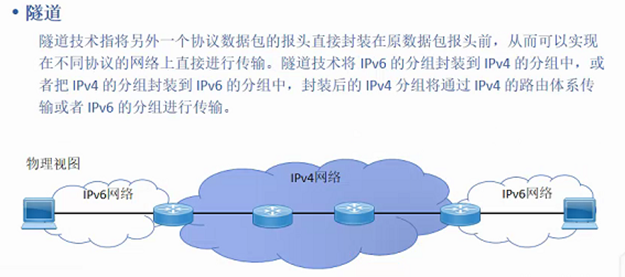 • 隧道
隧道技术指将另外一个协议数据包的报头直接封装在原数据包报头前，从而可以实现
在不同协议的网络上直接进行传输。隧道技术将 IPv6 的分组封装到 IPv4 的分组中，或
者把 IPv4 的分组封装到 IPv6 的分组中，封装后的 IPv4 分组将通过 IPv4 的路由体系传
输或者 IPv6 的分组进行传输。
物理视图
IPv6网络
IPv4网络
IPv6网络